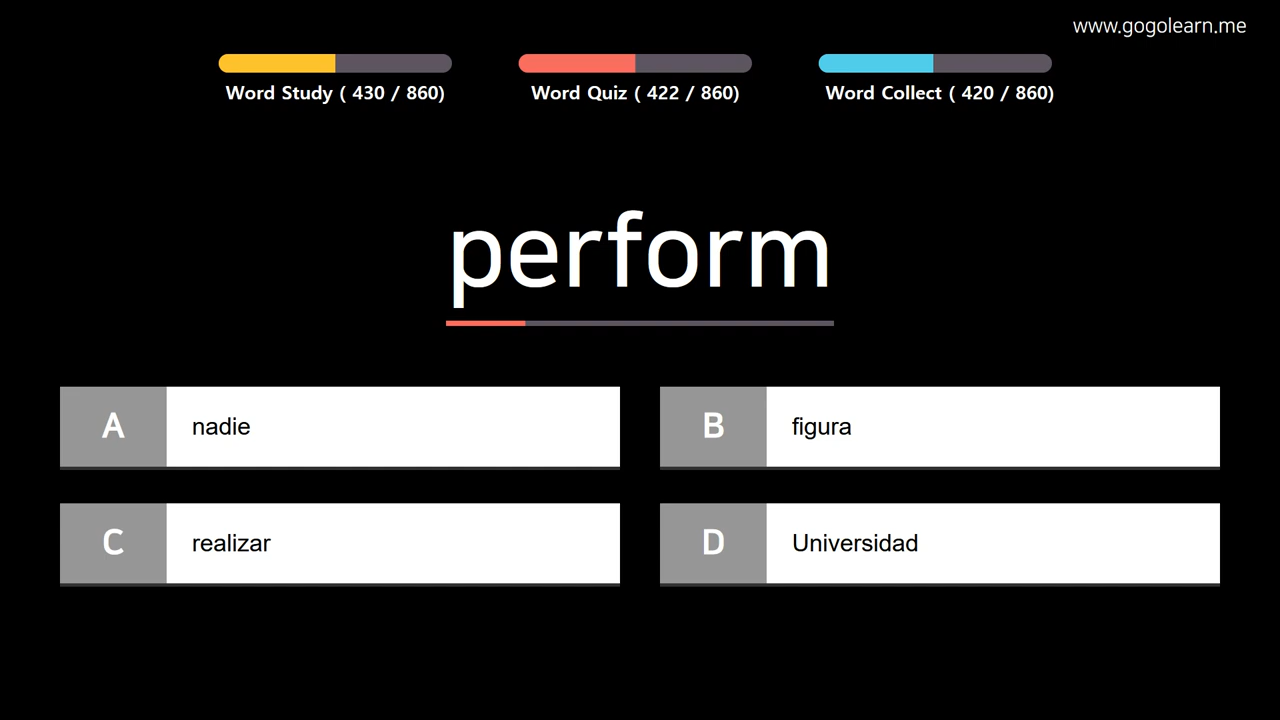 www.gogolearn.me
Word Study ( 430 / 860)
Word Quiz ( 422 / 860)
Word Collect ( 420 / 860)
perform
A nadie
B figura
C realizar
D Universidad